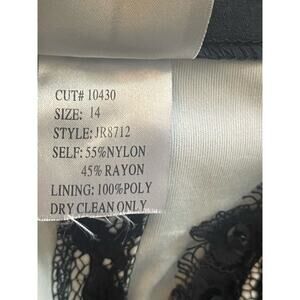 CUT# 10430
SIZE: 14
STYLE: JR8712
SELF: 55%NYLON
45% RAYON
LINING: 100%POLY
DRY CLEAN ONLY